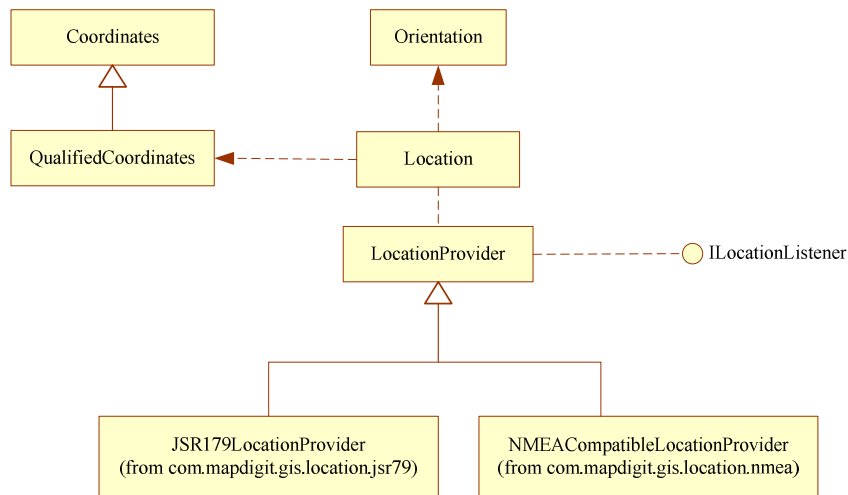 Coordinates
Orientation
QualifiedCoordinates
Location
LocationProvider
ILocationListener
JSR179LocationProvider
(from com.mapdigit.gis.location.jsr79)
NMEACompatibleLocationProvider
(from com.mapdigit.gis.location.nmea)